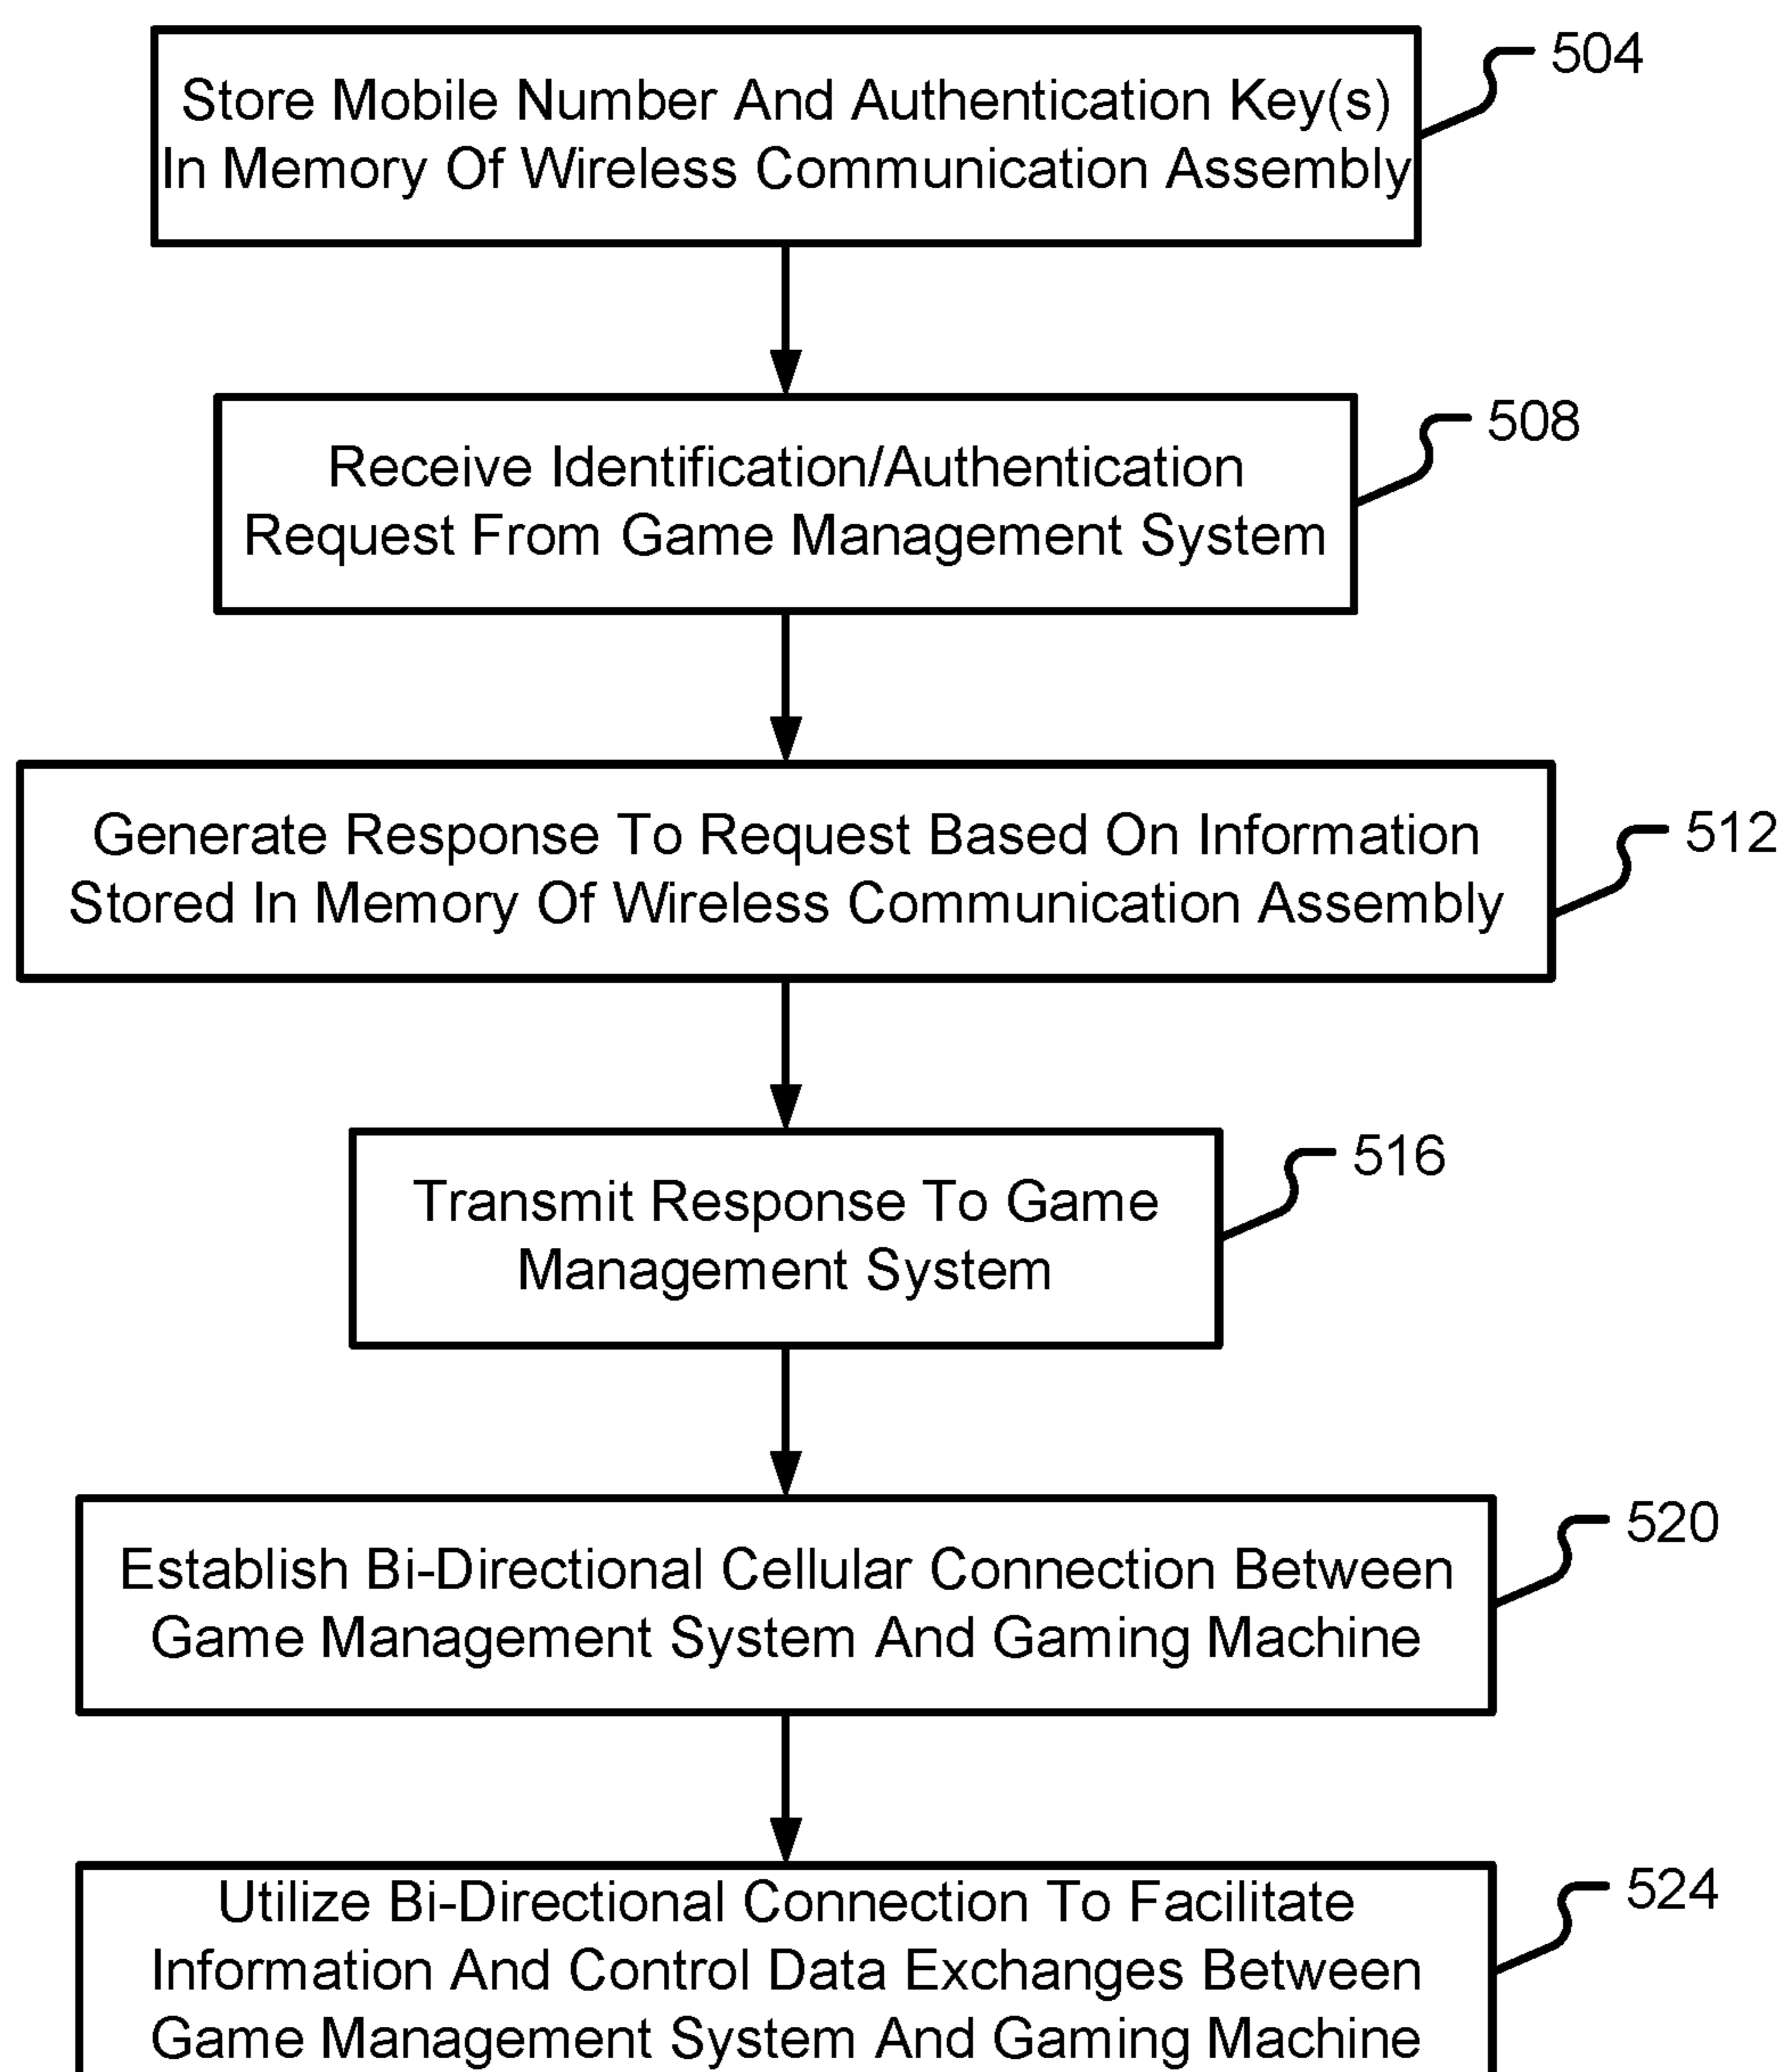 Store Mobile Number And Authentication Key(s)
In Memory Of Wireless Communication Assembly
504
Receive Identification/Authentication
Request From Game Management System
508
Generate Response To Request Based On Information
Stored In Memory Of Wireless Communication Assembly
512
Transmit Response To Game
Management System
516
Establish Bi-Directional Cellular Connection Between
Game Management System And Gaming Machine
520
Utilize Bi-Directional Connection To Facilitate
Information And Control Data Exchanges Between
Game Management System And Gaming Machine
524